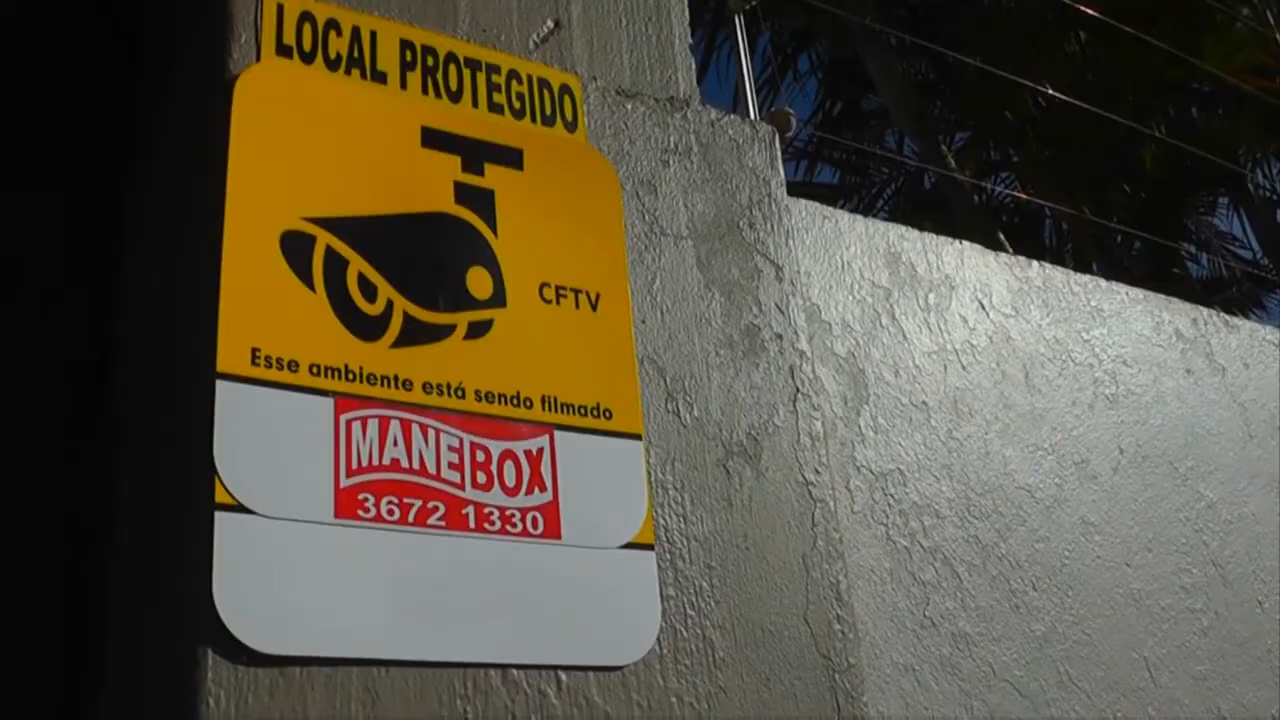 LOCAL PROTEGIDO
CFTV
Esse ambiente está sendo filmado
MANEBOX
3672 1330